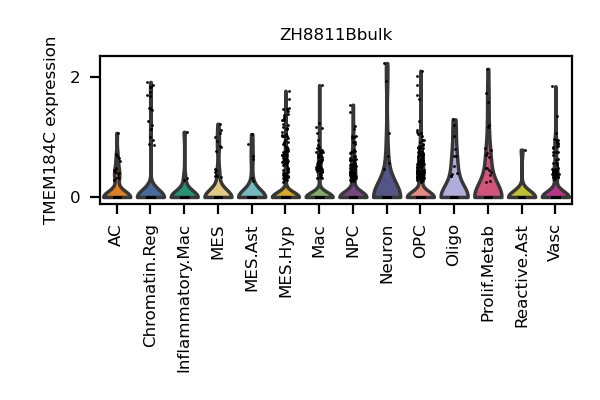 ZH8811Bbulk
TMEM184C expression
2
0
AC
Chromatin.Reg
Inflammatory.Mac
MES
MES.Ast
MES.Hyp
Mac
NPC
Neuron
OPC
Oligo
Prolif.Metab
Reactive.Ast
Vasc